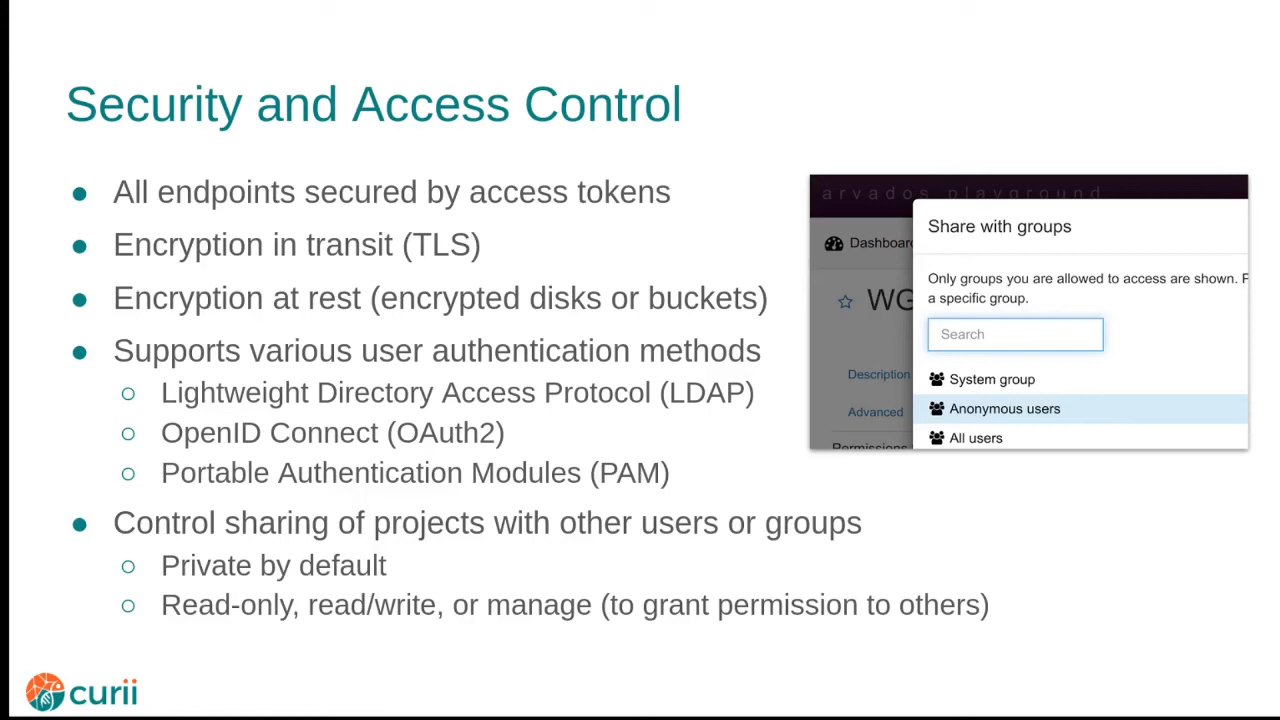 Security and Access Control
● All endpoints secured by access tokens
● Encryption in transit (TLS)
● Encryption at rest (encrypted disks or buckets)
● Supports various user authentication methods
○ Lightweight Directory Access Protocol (LDAP)
○ OpenID Connect (OAuth2)
○ Portable Authentication Modules (PAM)
● Control sharing of projects with other users or groups
○ Private by default
○ Read-only, read/write, or manage (to grant permission to others)
arvados playground
Dashboar
WG
Description
Advanced
Permissions
Share with groups
Only groups you are allowed to access are shown. F
a specific group.
Search
System group
Anonymous users
All users
curii